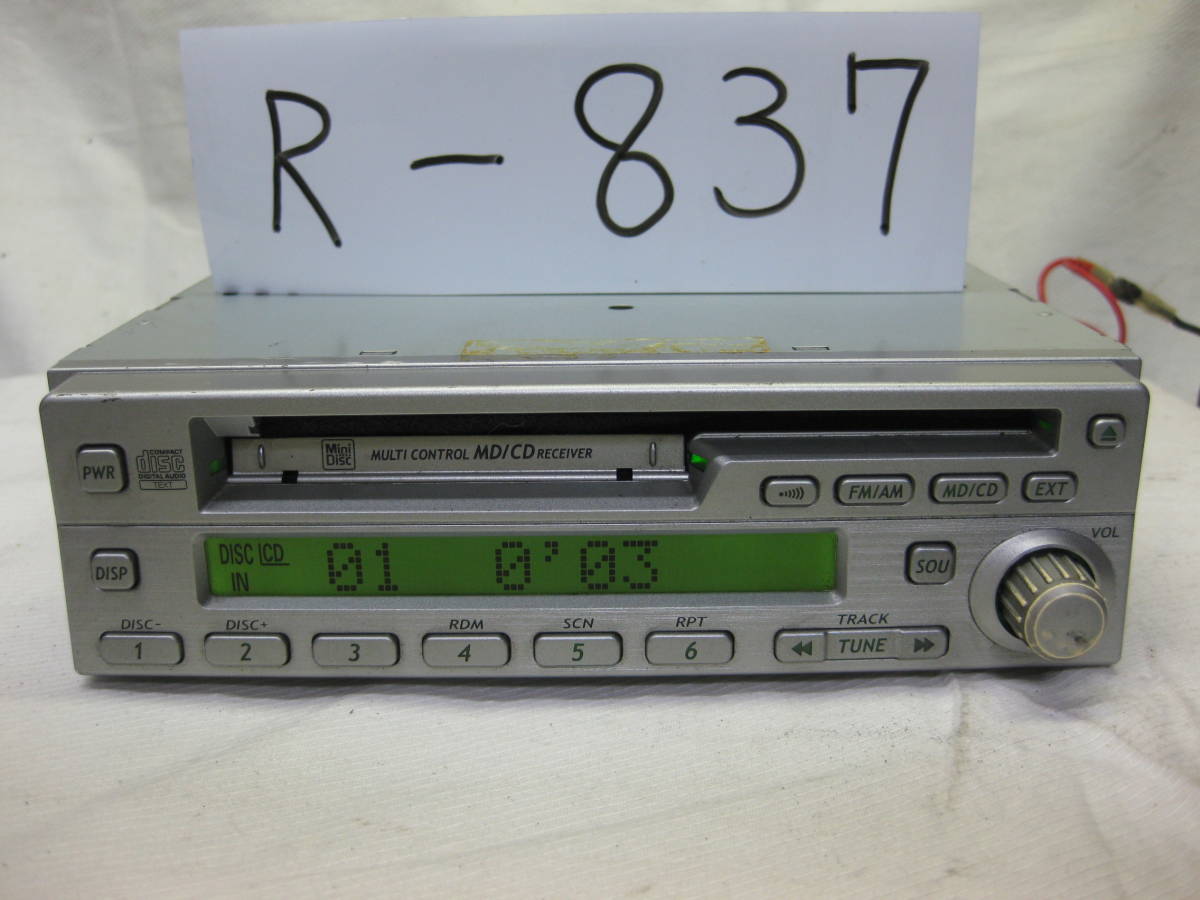 R-837
Mini Disc
MULTI CONTROL MD/CD RECEIVER
PWR
COMPACT
disc
DIGITAL AUDIO
TEXT
FM/AM
MD/CD
EXT
VOL
DISP
DISC CD 01 0'03
IN
SOU
DISC- DISC+ RDM SCN RPT TRACK
1 2 3 4 5 6 TUNE